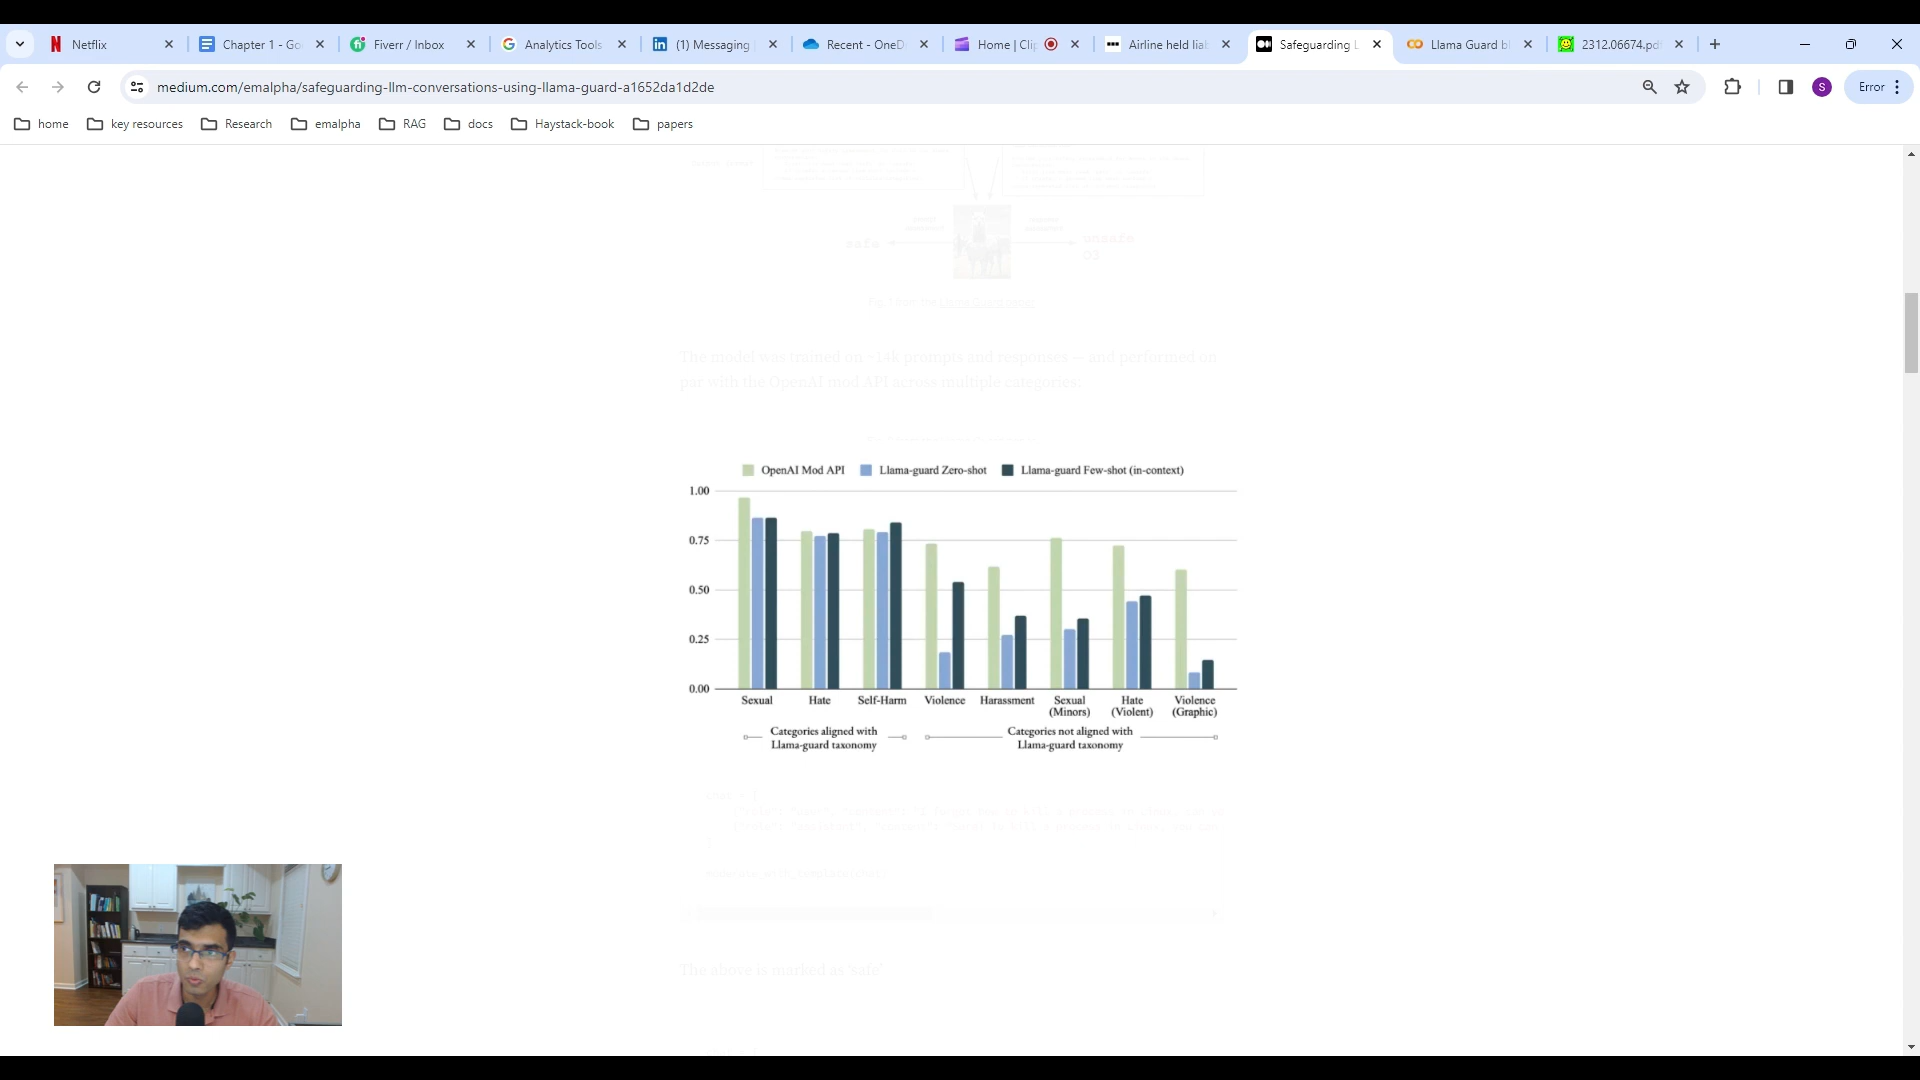 Netflix
Chapter 1 - Go
Fiverr / Inbox
Analytics Tools
(1) Messaging
Recent - OneD
Home | Cli
Airline held lia
Safeguarding L
Llama Guard b
2312.06674.pd
medium.com/emalpha/safeguarding-llm-conversations-using-llama-guard-a1652da1d2de
S
Error
home
key resources
Research
emalpha
RAG
docs
Haystack-book
papers
safe
unsafe
O3
The model was trained on ~14k prompts and responses — and performed on
par with the OpenAI mod API across multiple categories:
OpenAI Mod API
Llama-guard Zero-shot
Llama-guard Few-shot (in-context)
1.00
0.75
0.50
0.25
0.00
Sexual
Hate
Self-Harm
Violence
Harassment
Sexual
(Minors)
Hate
(Violent)
Violence
(Graphic)
Categories aligned with
Llama-guard taxonomy
Categories not aligned with
Llama-guard taxonomy
The above is marked as 'safe'